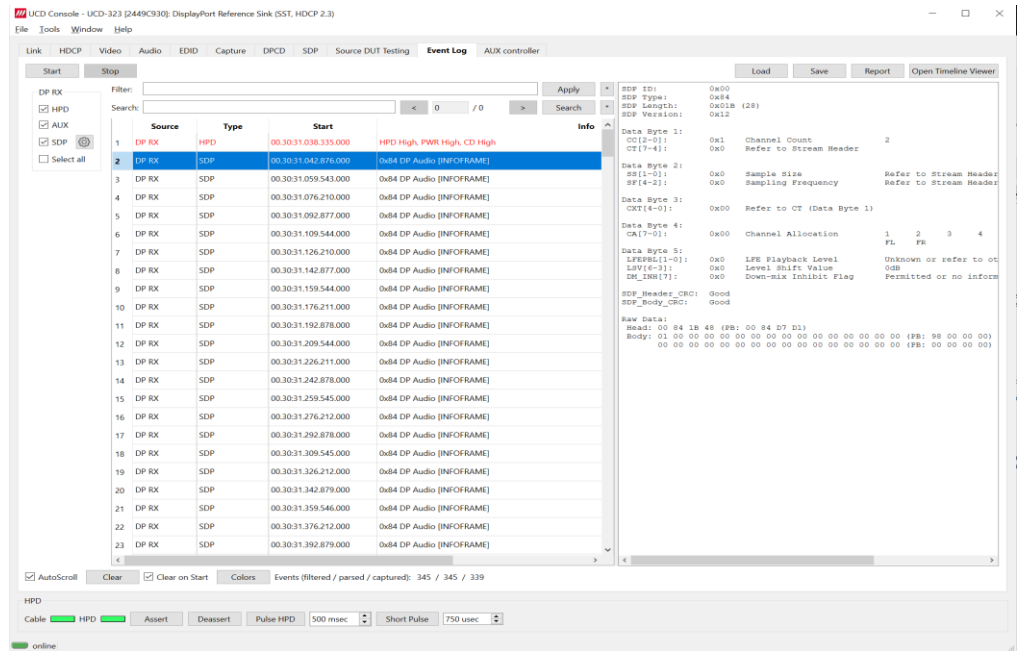 UCD Console - UCD-323 [2449C930]: DisplayPort Reference Sink (SST, HDCP 2.3)
File Tools Window Help
Link HDCP Video Audio EDID Capture DPCD SDP Source DUT Testing Event Log AUX controller
Start Stop Load Save Report Open Timeline Viewer
DP RX
HPD
AUX
SDP
Select all
Filter: Apply *
Search: < 0 / 0 > Search *
Source Type Start Info
1 DP RX HPD 00.30:31.038.335.000 HPD High, PWR High, CD High
2 DP RX SDP 00.30:31.042.876.000 0x84 DP Audio [INFOFRAME]
3 DP RX SDP 00.30:31.059.543.000 0x84 DP Audio [INFOFRAME]
4 DP RX SDP 00.30:31.076.210.000 0x84 DP Audio [INFOFRAME]
5 DP RX SDP 00.30:31.092.877.000 0x84 DP Audio [INFOFRAME]
6 DP RX SDP 00.30:31.109.544.000 0x84 DP Audio [INFOFRAME]
7 DP RX SDP 00.30:31.126.210.000 0x84 DP Audio [INFOFRAME]
8 DP RX SDP 00.30:31.142.877.000 0x84 DP Audio [INFOFRAME]
9 DP RX SDP 00.30:31.159.544.000 0x84 DP Audio [INFOFRAME]
10 DP RX SDP 00.30:31.176.211.000 0x84 DP Audio [INFOFRAME]
11 DP RX SDP 00.30:31.192.878.000 0x84 DP Audio [INFOFRAME]
12 DP RX SDP 00.30:31.209.544.000 0x84 DP Audio [INFOFRAME]
13 DP RX SDP 00.30:31.226.211.000 0x84 DP Audio [INFOFRAME]
14 DP RX SDP 00.30:31.242.878.000 0x84 DP Audio [INFOFRAME]
15 DP RX SDP 00.30:31.259.545.000 0x84 DP Audio [INFOFRAME]
16 DP RX SDP 00.30:31.276.212.000 0x84 DP Audio [INFOFRAME]
17 DP RX SDP 00.30:31.292.878.000 0x84 DP Audio [INFOFRAME]
18 DP RX SDP 00.30:31.309.545.000 0x84 DP Audio [INFOFRAME]
19 DP RX SDP 00.30:31.326.212.000 0x84 DP Audio [INFOFRAME]
20 DP RX SDP 00.30:31.342.879.000 0x84 DP Audio [INFOFRAME]
21 DP RX SDP 00.30:31.359.546.000 0x84 DP Audio [INFOFRAME]
22 DP RX SDP 00.30:31.376.212.000 0x84 DP Audio [INFOFRAME]
23 DP RX SDP 00.30:31.392.879.000 0x84 DP Audio [INFOFRAME]
SDP ID: 0x00
SDP Type: 0x84
SDP Length: 0x01B (28)
SDP Version: 0x12
Data Byte 1:
CC[2-0]: 0x1 Channel Count 2
CT[7-4]: 0x0 Refer to Stream Header
Data Byte 2:
SS[1-0]: 0x0 Sample Size Refer to Stream Header
SF[4-2]: 0x0 Sampling Frequency Refer to Stream Header
Data Byte 3:
CXT[4-0]: 0x00 Refer to CT (Data Byte 1)
Data Byte 4:
CA[7-0]: 0x00 Channel Allocation 1 2 3 4
FL FR
Data Byte 5:
LFEPBL[1-0]: 0x0 LFE Playback Level Unknown or refer to ot
LSV[6-3]: 0x0 Level Shift Value 0dB
DM_INH[7]: 0x0 Down-mix Inhibit Flag Permitted or no inform
SDP_Header_CRC: Good
SDP_Body_CRC: Good
Raw Data:
Head: 00 84 1B 48 (PB: 00 84 D7 D1)
Body: 01 00 00 00 00 00 00 00 00 00 00 00 00 00 00 00 (PB: 98 00 00 00)
00 00 00 00 00 00 00 00 00 00 00 00 00 00 00 00 (PB: 00 00 00 00)
AutoScroll Clear Clear on Start Colors Events (filtered / parsed / captured): 345 / 345 / 339
HPD
Cable HPD Assert Deassert Pulse HPD 500 msec Short Pulse 750 usec
online